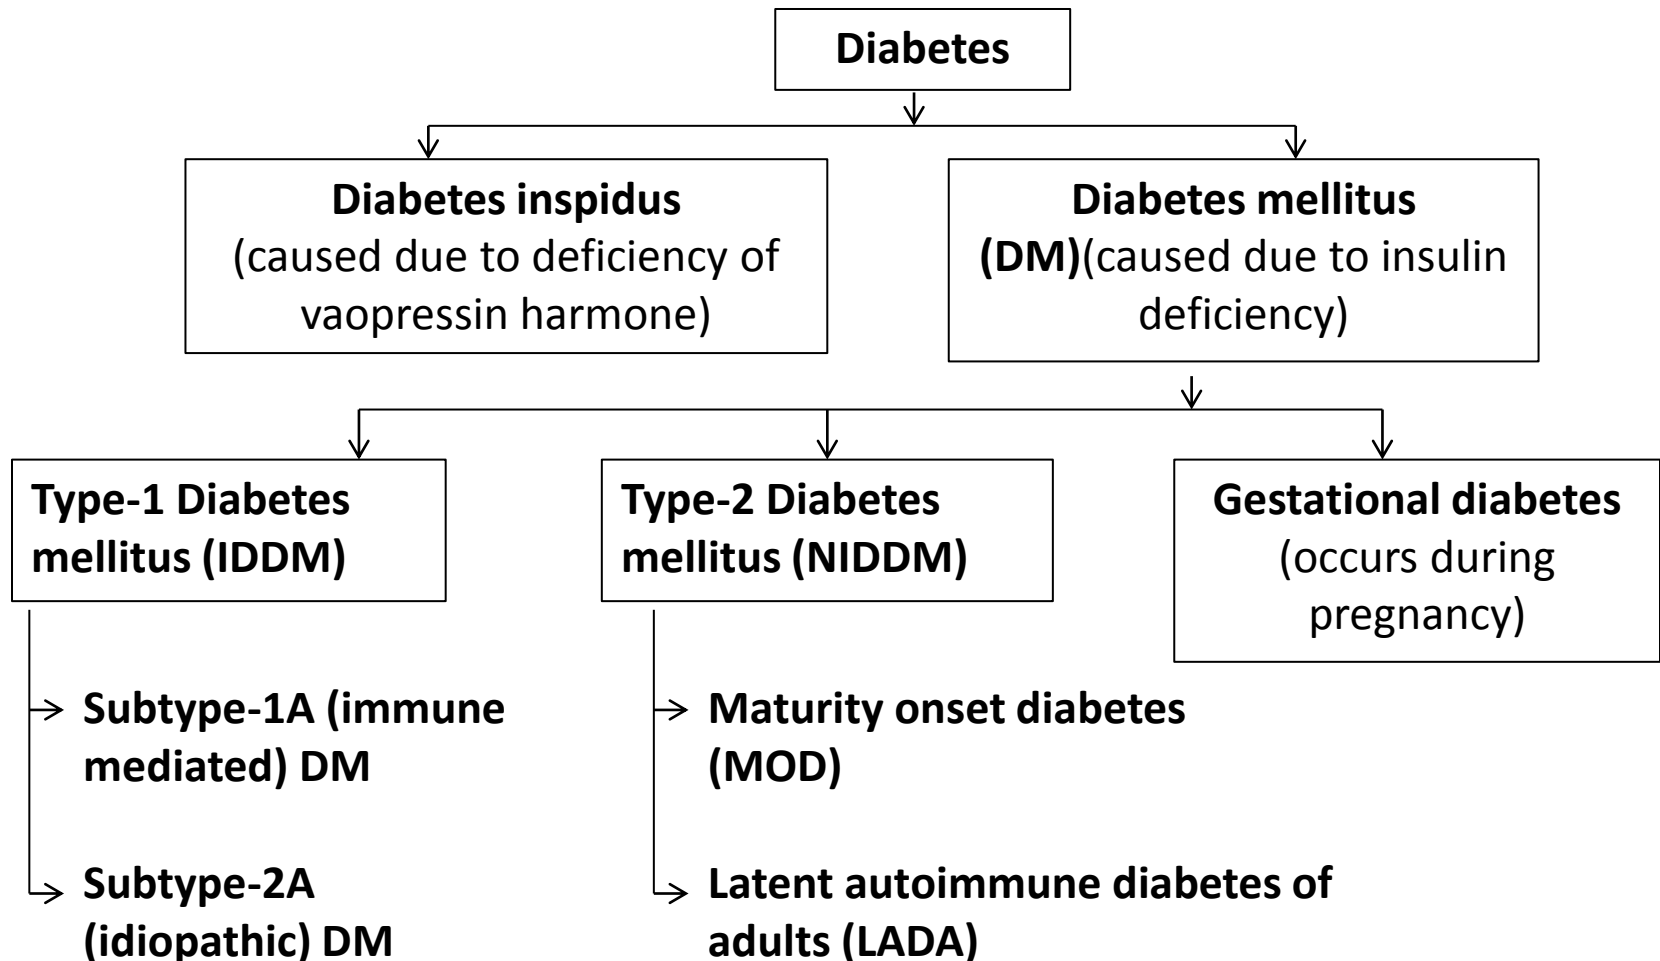 Diabetes
Diabetes inspidus
(caused due to deficiency of
vaopressin harmone)
Diabetes mellitus
(DM)(caused due to insulin
deficiency)
Type-1 Diabetes
mellitus (IDDM)
Type-2 Diabetes
mellitus (NIDDM)
Gestational diabetes
(occurs during
pregnancy)
Subtype-1A (immune
mediated) DM
Subtype-2A
(idiopathic) DM
Maturity onset diabetes
(MOD)
Latent autoimmune diabetes of
adults (LADA)